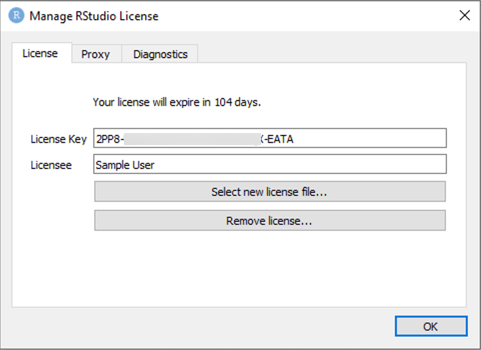 R Manage RStudio License
License Proxy Diagnostics
Your license will expire in 104 days.
License Key 2PP8- -EATA
Licensee Sample User
Select new license file...
Remove license...
OK